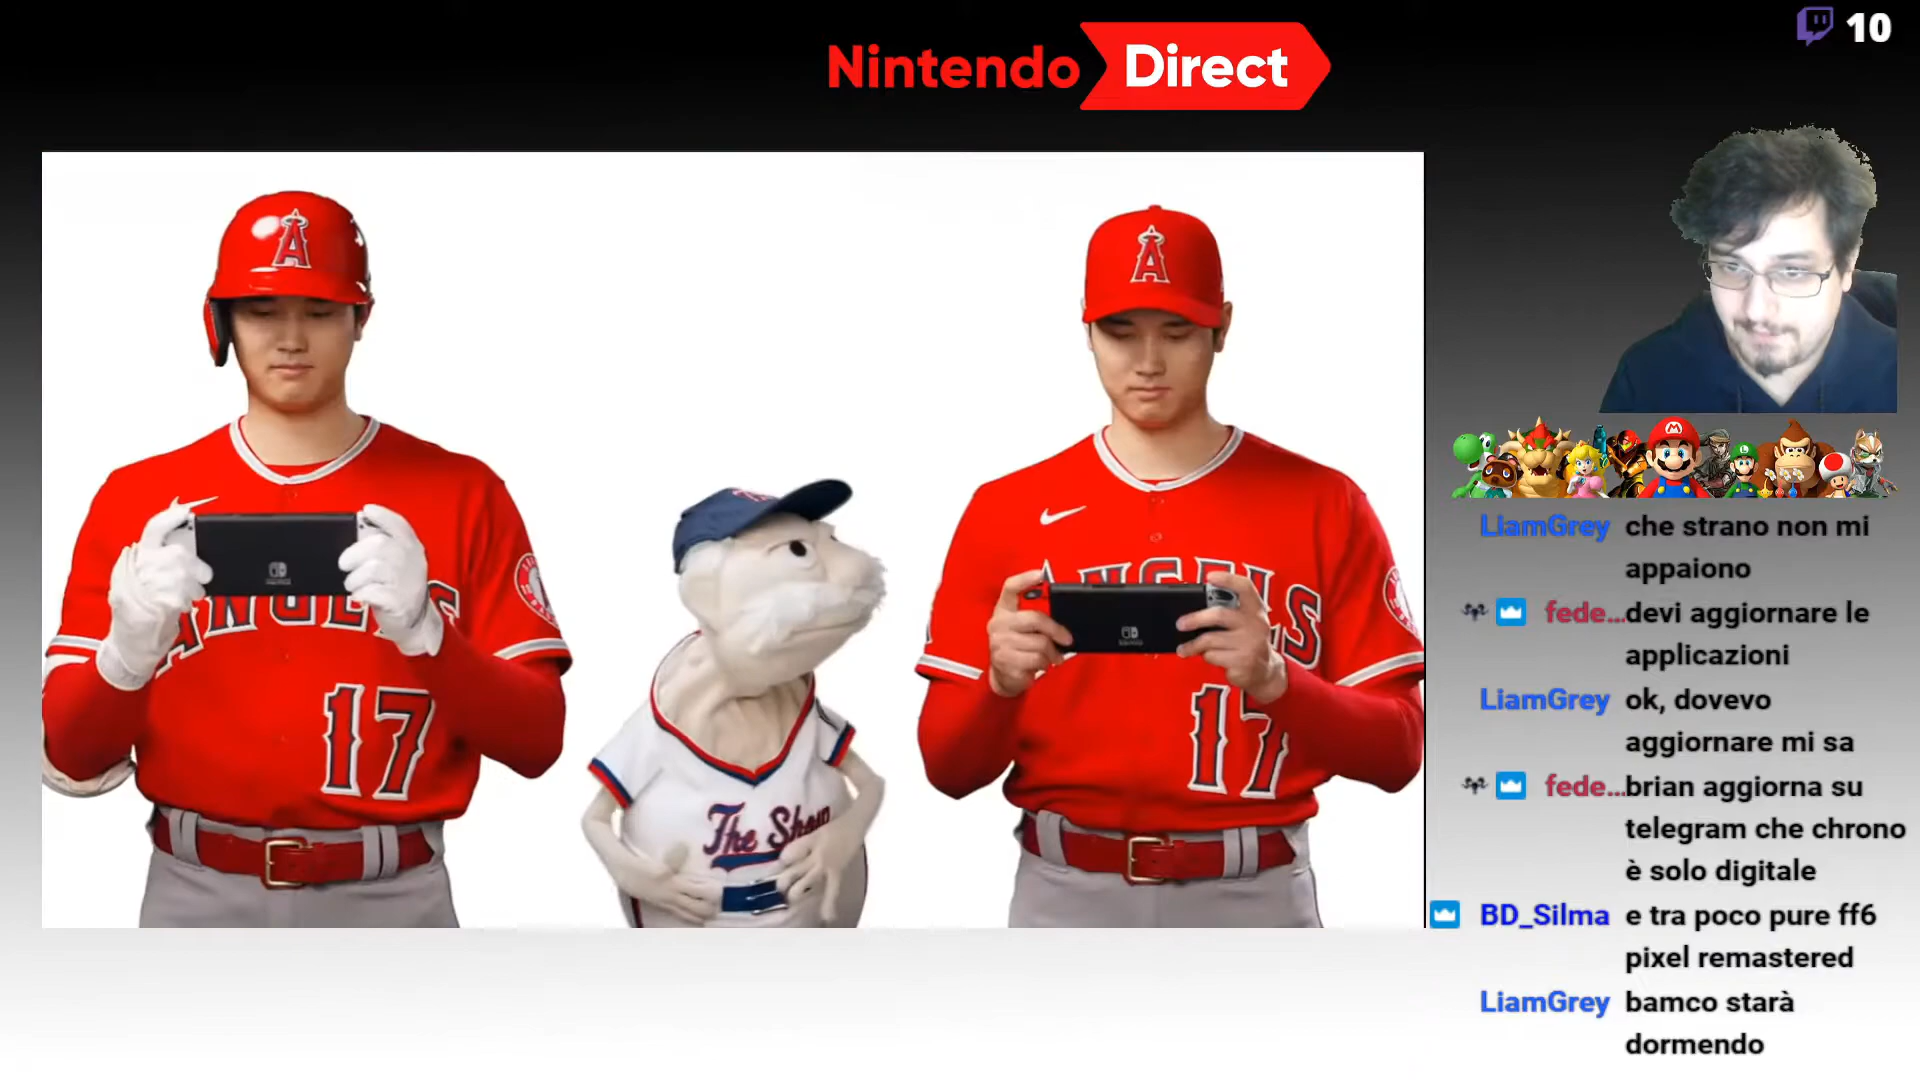 Nintendo Direct
10
A
A
ANGELS
17
ANGELS
17
The Show
LiamGrey che strano non mi
appaiono
fede... devi aggiornare le
applicazioni
LiamGrey ok, dovevo
aggiornare mi sa
fede... brian aggiorna su
telegram che chrono
è solo digitale
BD_Silma e tra poco pure ff6
pixel remastered
LiamGrey bamco starà
dormendo